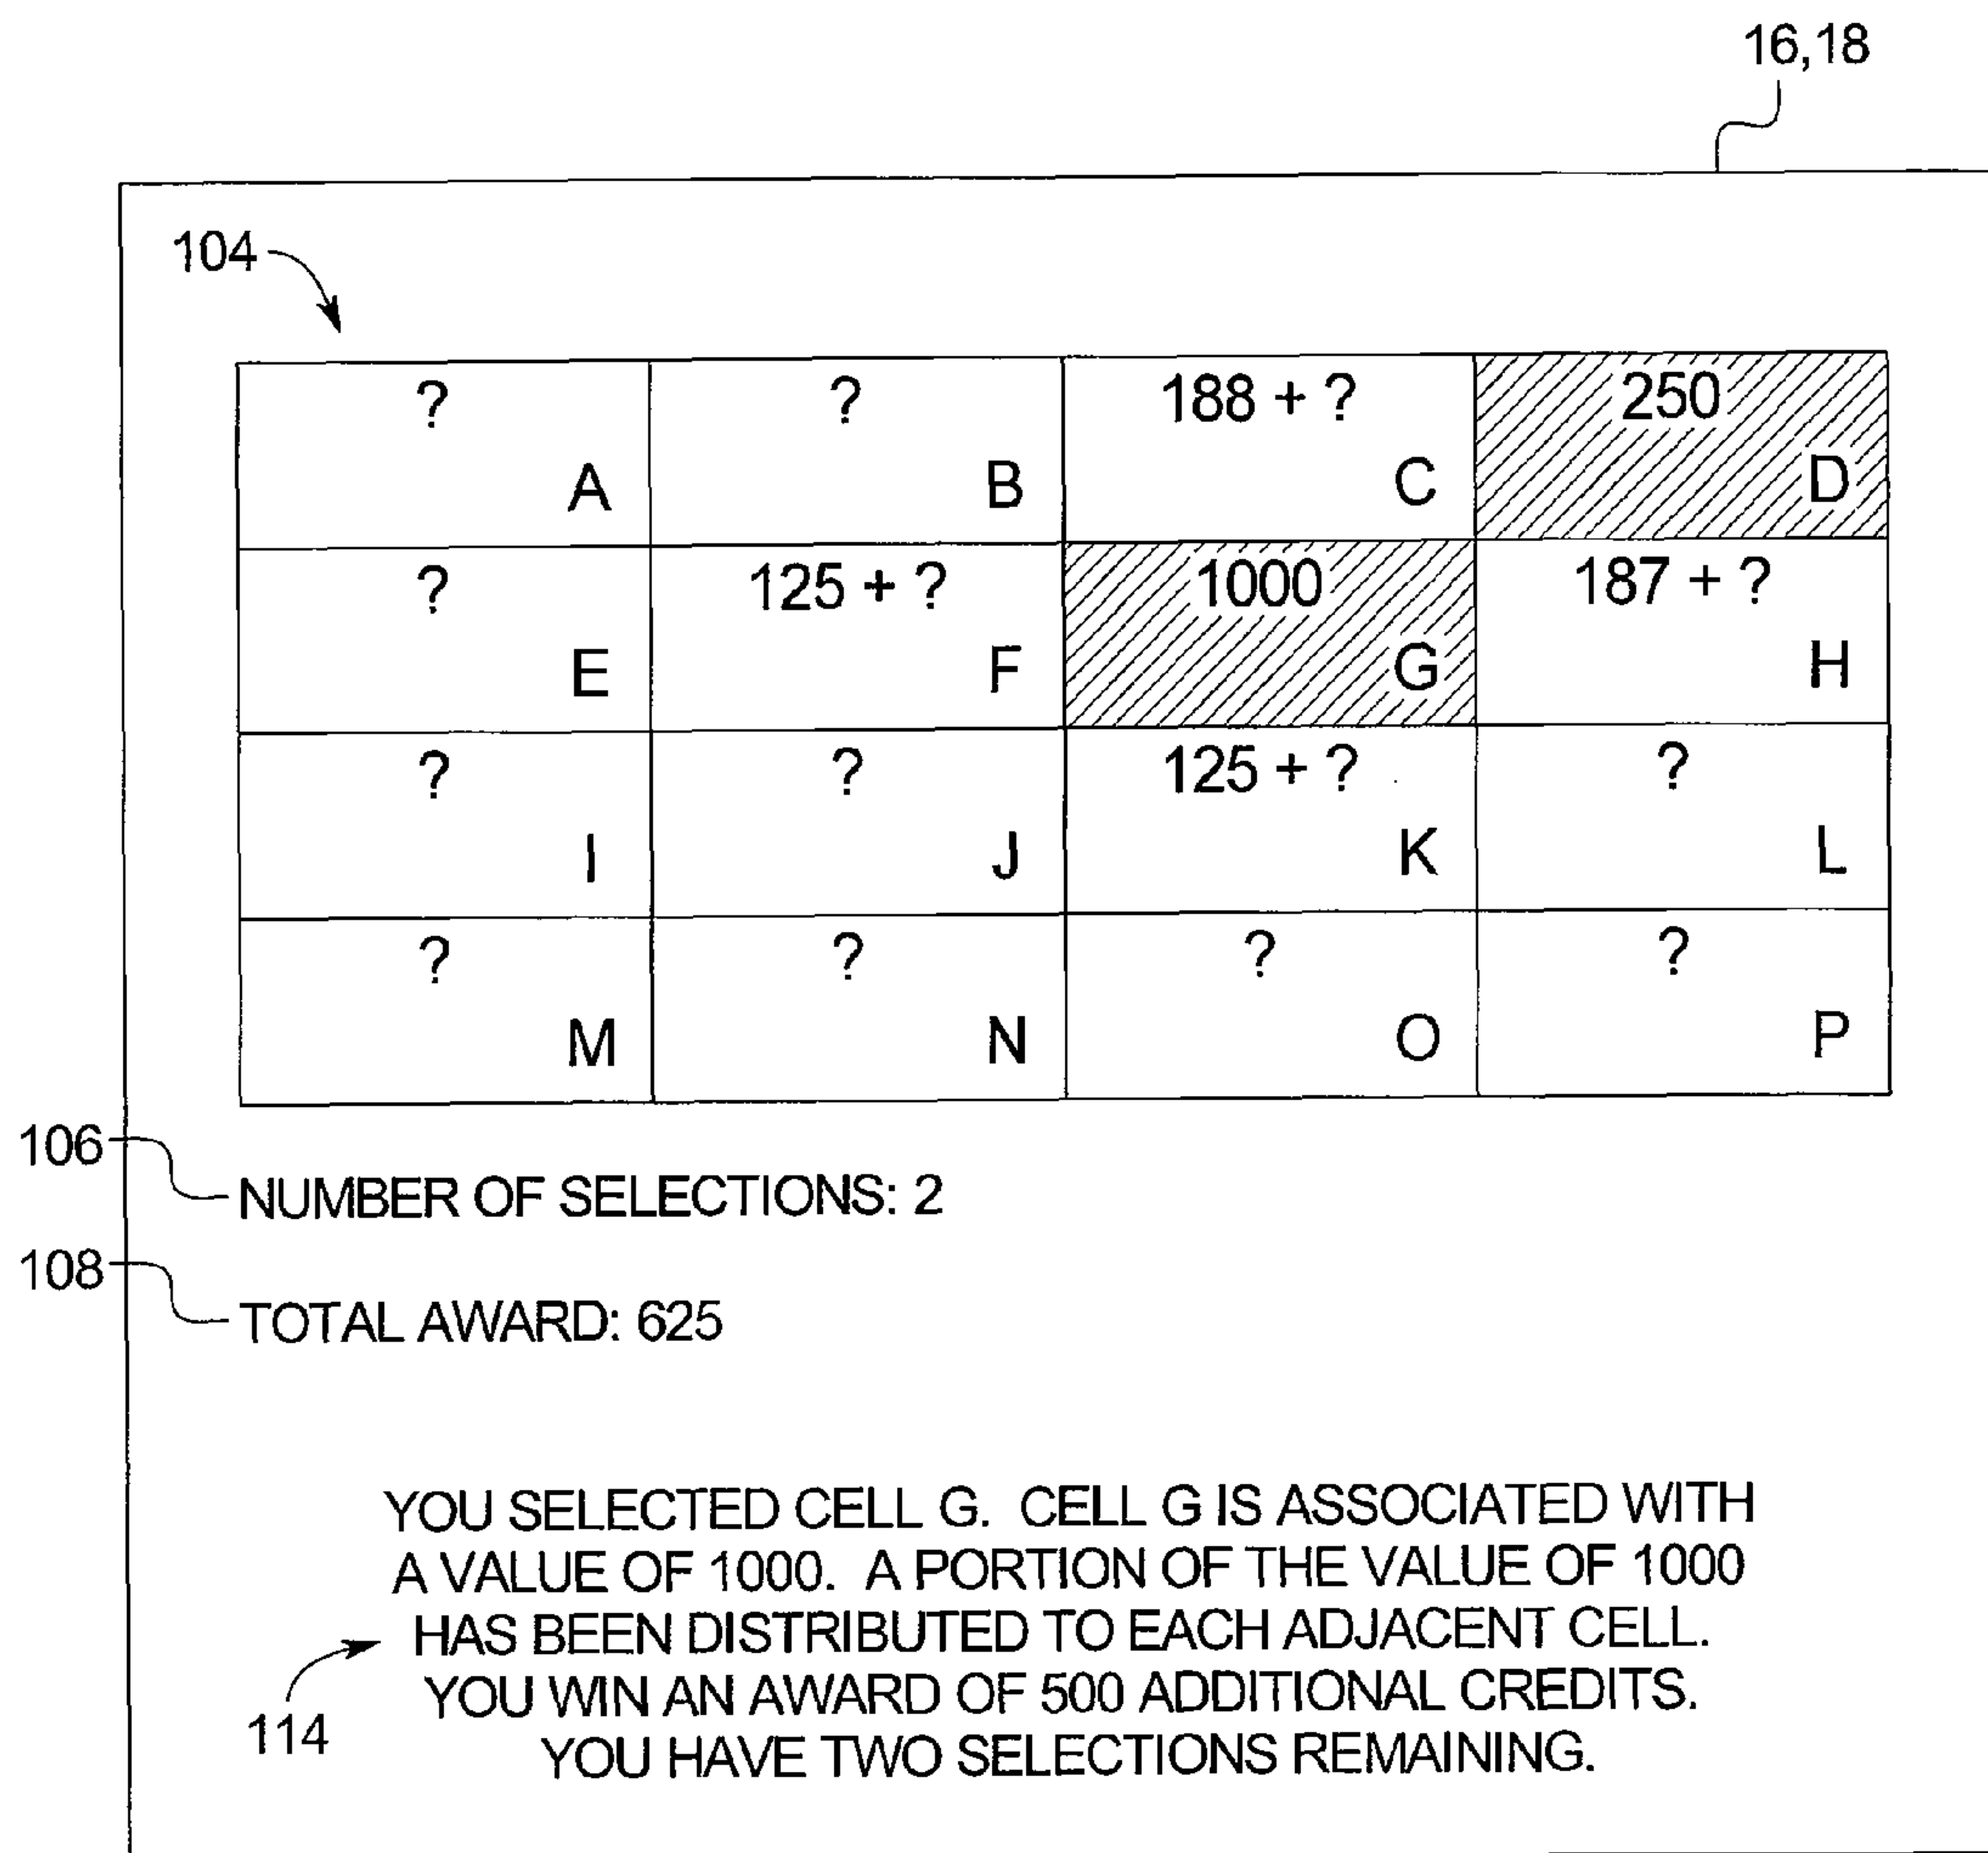 16,18
104
? ? 188 + ? 250
A B C D
? 125 + ? 1000 187 + ?
E F G H
? ? 125 + ? ?
I J K L
? ? ? ?
M N O P
106
NUMBER OF SELECTIONS: 2
108
TOTAL AWARD: 625
YOU SELECTED CELL G. CELL G IS ASSOCIATED WITH
A VALUE OF 1000. A PORTION OF THE VALUE OF 1000
HAS BEEN DISTRIBUTED TO EACH ADJACENT CELL.
YOU WIN AN AWARD OF 500 ADDITIONAL CREDITS.
114
YOU HAVE TWO SELECTIONS REMAINING.